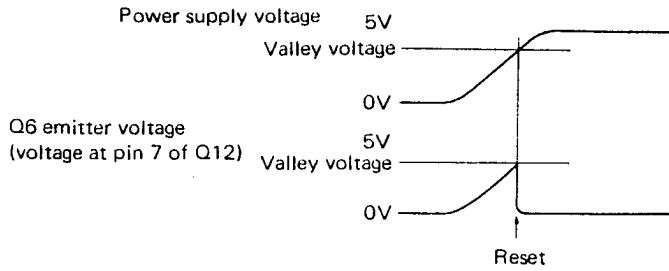 Power supply voltage 5V
Valley voltage
0V
Q6 emitter voltage
(voltage at pin 7 of Q12)
5V
Valley voltage
0V
Reset